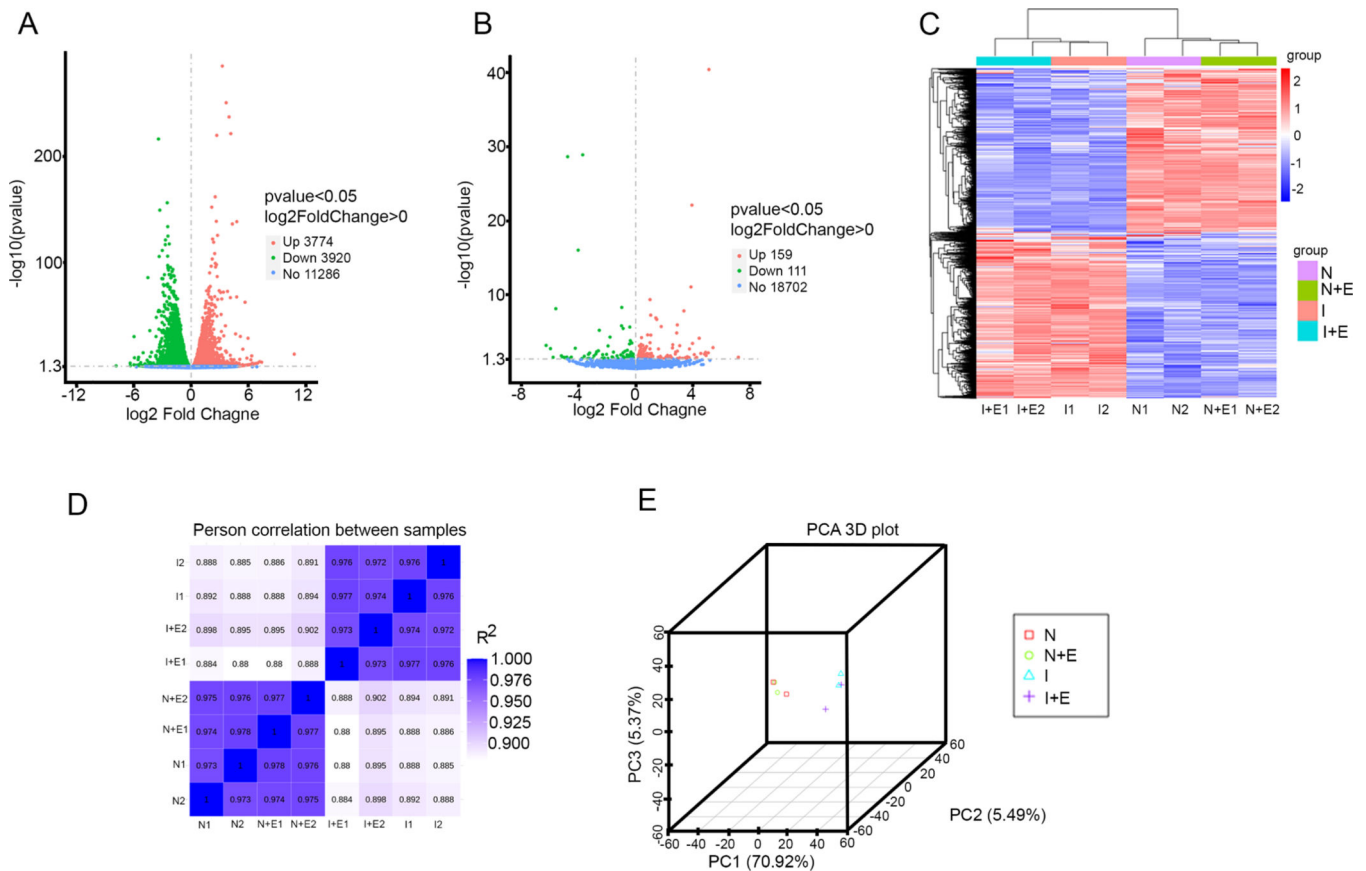 A
200
100
1.3
-log10(pvalue)
-12
-6
0
6
12
log2 Fold Chagne
pvalue<0.05
log2FoldChange>0
Up 3774
Down 3920
No 11286
B
40
30
20
10
1.3
-log10(pvalue)
-8
-4
0
4
8
log2 Fold Chagne
pvalue<0.05
log2FoldChange>0
Up 159
Down 111
No 18702
C
group
2
1
0
-1
-2
group
N
N+E
I
I+E
I+E1 I+E2 I1 I2 N1 N2 N+E1 N+E2
D
Person correlation between samples
I2 0.888 0.885 0.886 0.891 0.976 0.972 0.976 1
I1 0.892 0.888 0.888 0.894 0.977 0.974 1 0.976
I+E2 0.898 0.895 0.895 0.902 0.973 1 0.974 0.972
I+E1 0.884 0.88 0.88 0.888 1 0.973 0.977 0.976
N+E2 0.975 0.976 0.977 1 0.888 0.902 0.894 0.891
N+E1 0.974 0.978 1 0.977 0.88 0.895 0.888 0.886
N1 0.973 1 0.978 0.976 0.88 0.895 0.888 0.885
N2 1 0.973 0.974 0.975 0.884 0.898 0.892 0.888
N1 N2 N+E1 N+E2 I+E1 I+E2 I1 I2
R2
1.000
0.976
0.950
0.925
0.900
E
PCA 3D plot
60
40
20
0
-20
-40
-60
PC3 (5.37%)
-60 -40 -20 0 20 40 60
PC1 (70.92%)
-60
-40
-20
0
20
40
60
PC2 (5.49%)
N
N+E
I
I+E